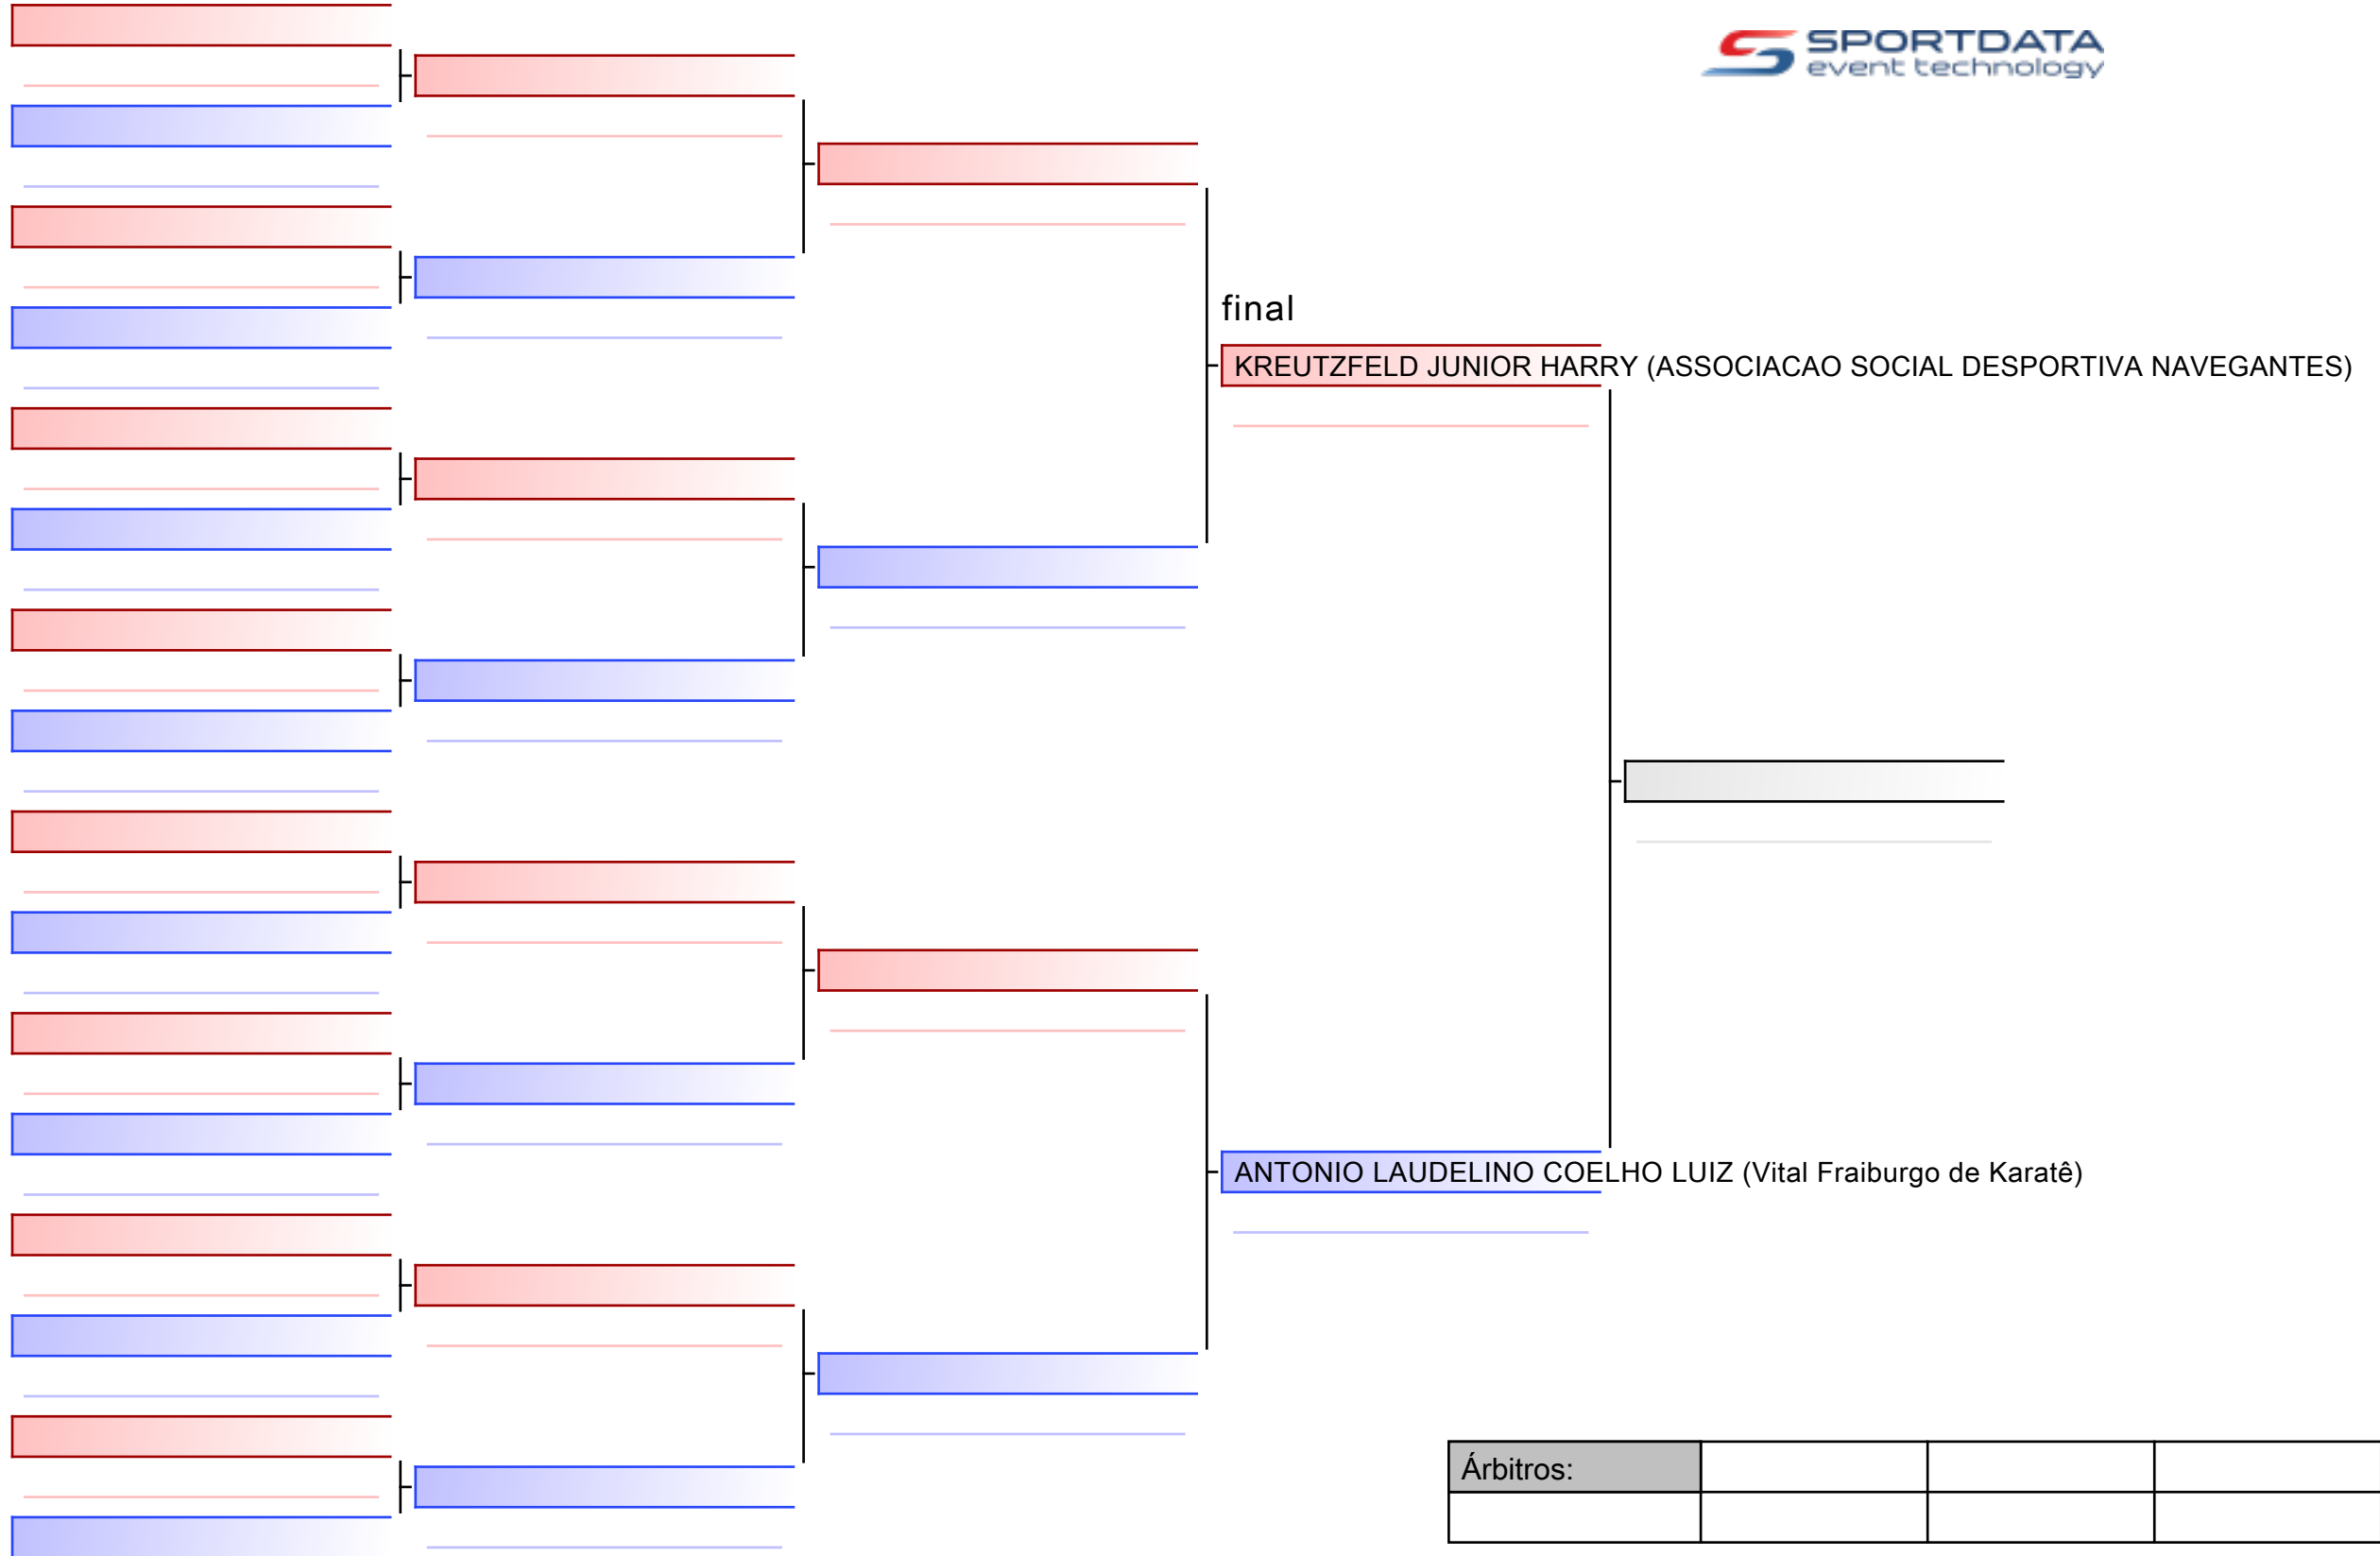 SPORTDATA
event technology
final
KREUTZFELD JUNIOR HARRY (ASSOCIACAO SOCIAL DESPORTIVA NAVEGANTES)
ANTONIO LAUDELINO COELHO LUIZ (Vital Fraiburgo de Karatê)
Árbitros: